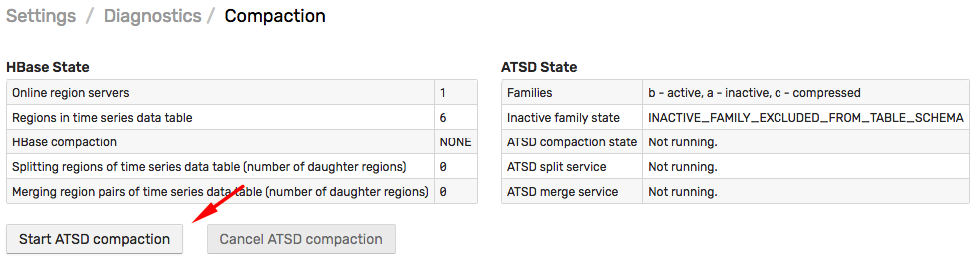 Settings / Diagnostics / Compaction
HBase State
Online region servers 1
Regions in time series data table 6
HBase compaction NONE
Splitting regions of time series data table (number of daughter regions) 0
Merging region pairs of time series data table (number of daughter regions) 0
ATSD State
Families b - active, a - inactive, c - compressed
Inactive family state INACTIVE_FAMILY_EXCLUDED_FROM_TABLE_SCHEMA
ATSD compaction state Not running.
ATSD split service Not running.
ATSD merge service Not running.
Start ATSD compaction Cancel ATSD compaction